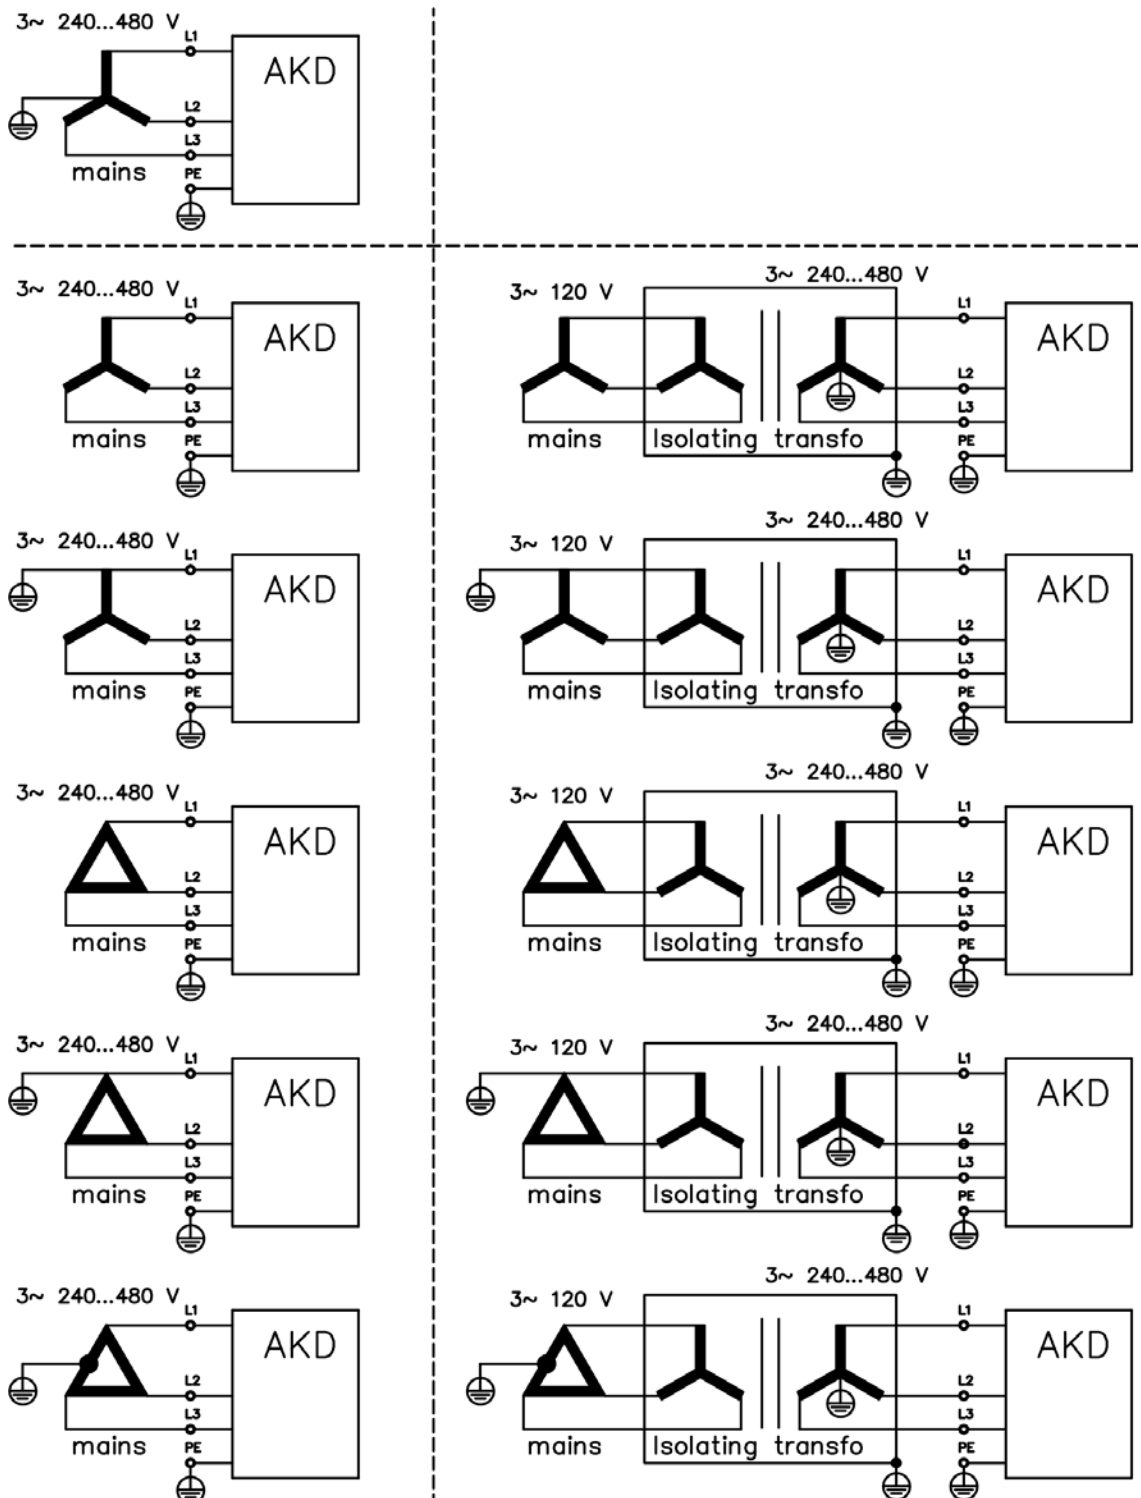 3~ 240...480 V
L1
AKD
L2
L3
mains PE
3~ 240...480 V
L1
AKD
L2
L3
mains PE
3~ 120 V 3~ 240...480 V
L1
AKD
L2
L3
mains Isolating transfo PE
3~ 240...480 V
L1
AKD
L2
L3
mains PE
3~ 120 V 3~ 240...480 V
L1
AKD
L2
L3
mains Isolating transfo PE
3~ 240...480 V
L1
AKD
L2
L3
mains PE
3~ 120 V 3~ 240...480 V
L1
AKD
L2
L3
mains Isolating transfo PE
3~ 240...480 V
L1
AKD
L2
L3
mains PE
3~ 120 V 3~ 240...480 V
L1
AKD
L2
L3
mains Isolating transfo PE
3~ 240...480 V
L1
AKD
L2
L3
mains PE
3~ 120 V 3~ 240...480 V
L1
AKD
L2
L3
mains Isolating transfo PE